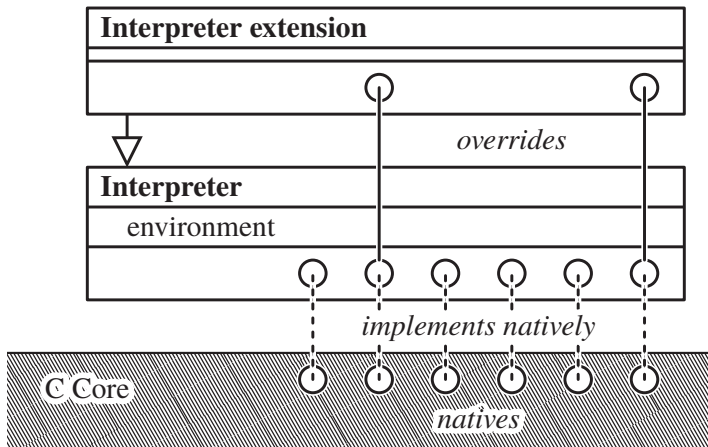 Interpreter extension
overrides
Interpreter
environment
implements natively
C Core
natives